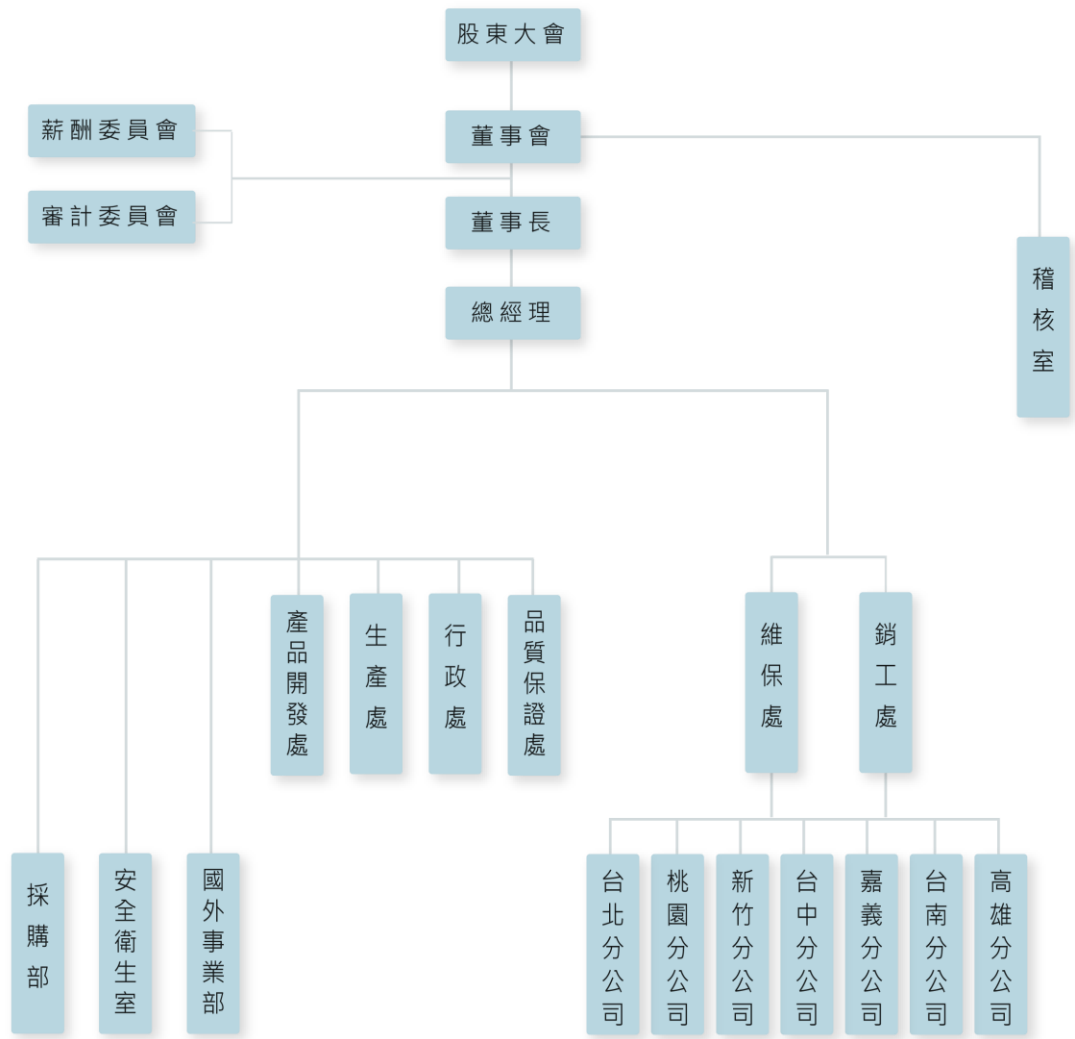 股東大會
薪酬委員會
董事會
審計委員會
董事長
稽核室
總經理
產品開發處
生產處
行政處
品質保證處
維保處
銷工處
採購部
安全衛生室
國外事業部
台北分公司
桃園分公司
新竹分公司
台中分公司
嘉義分公司
台南分公司
高雄分公司